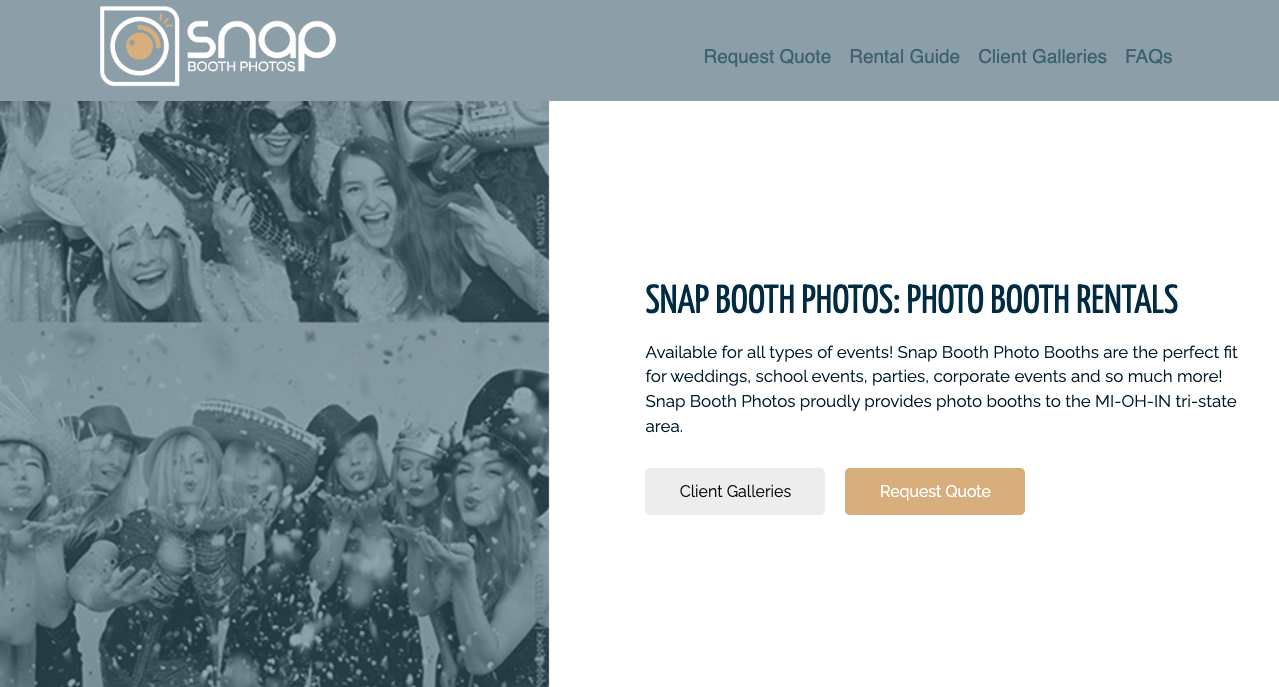 snap
BOOTH PHOTOS
Request Quote Rental Guide Client Galleries FAQs
SNAP BOOTH PHOTOS: PHOTO BOOTH RENTALS
Available for all types of events! Snap Booth Photo Booths are the perfect fit
for weddings, school events, parties, corporate events and so much more!
Snap Booth Photos proudly provides photo booths to the MI-OH-IN tri-state
area.
Client Galleries Request Quote